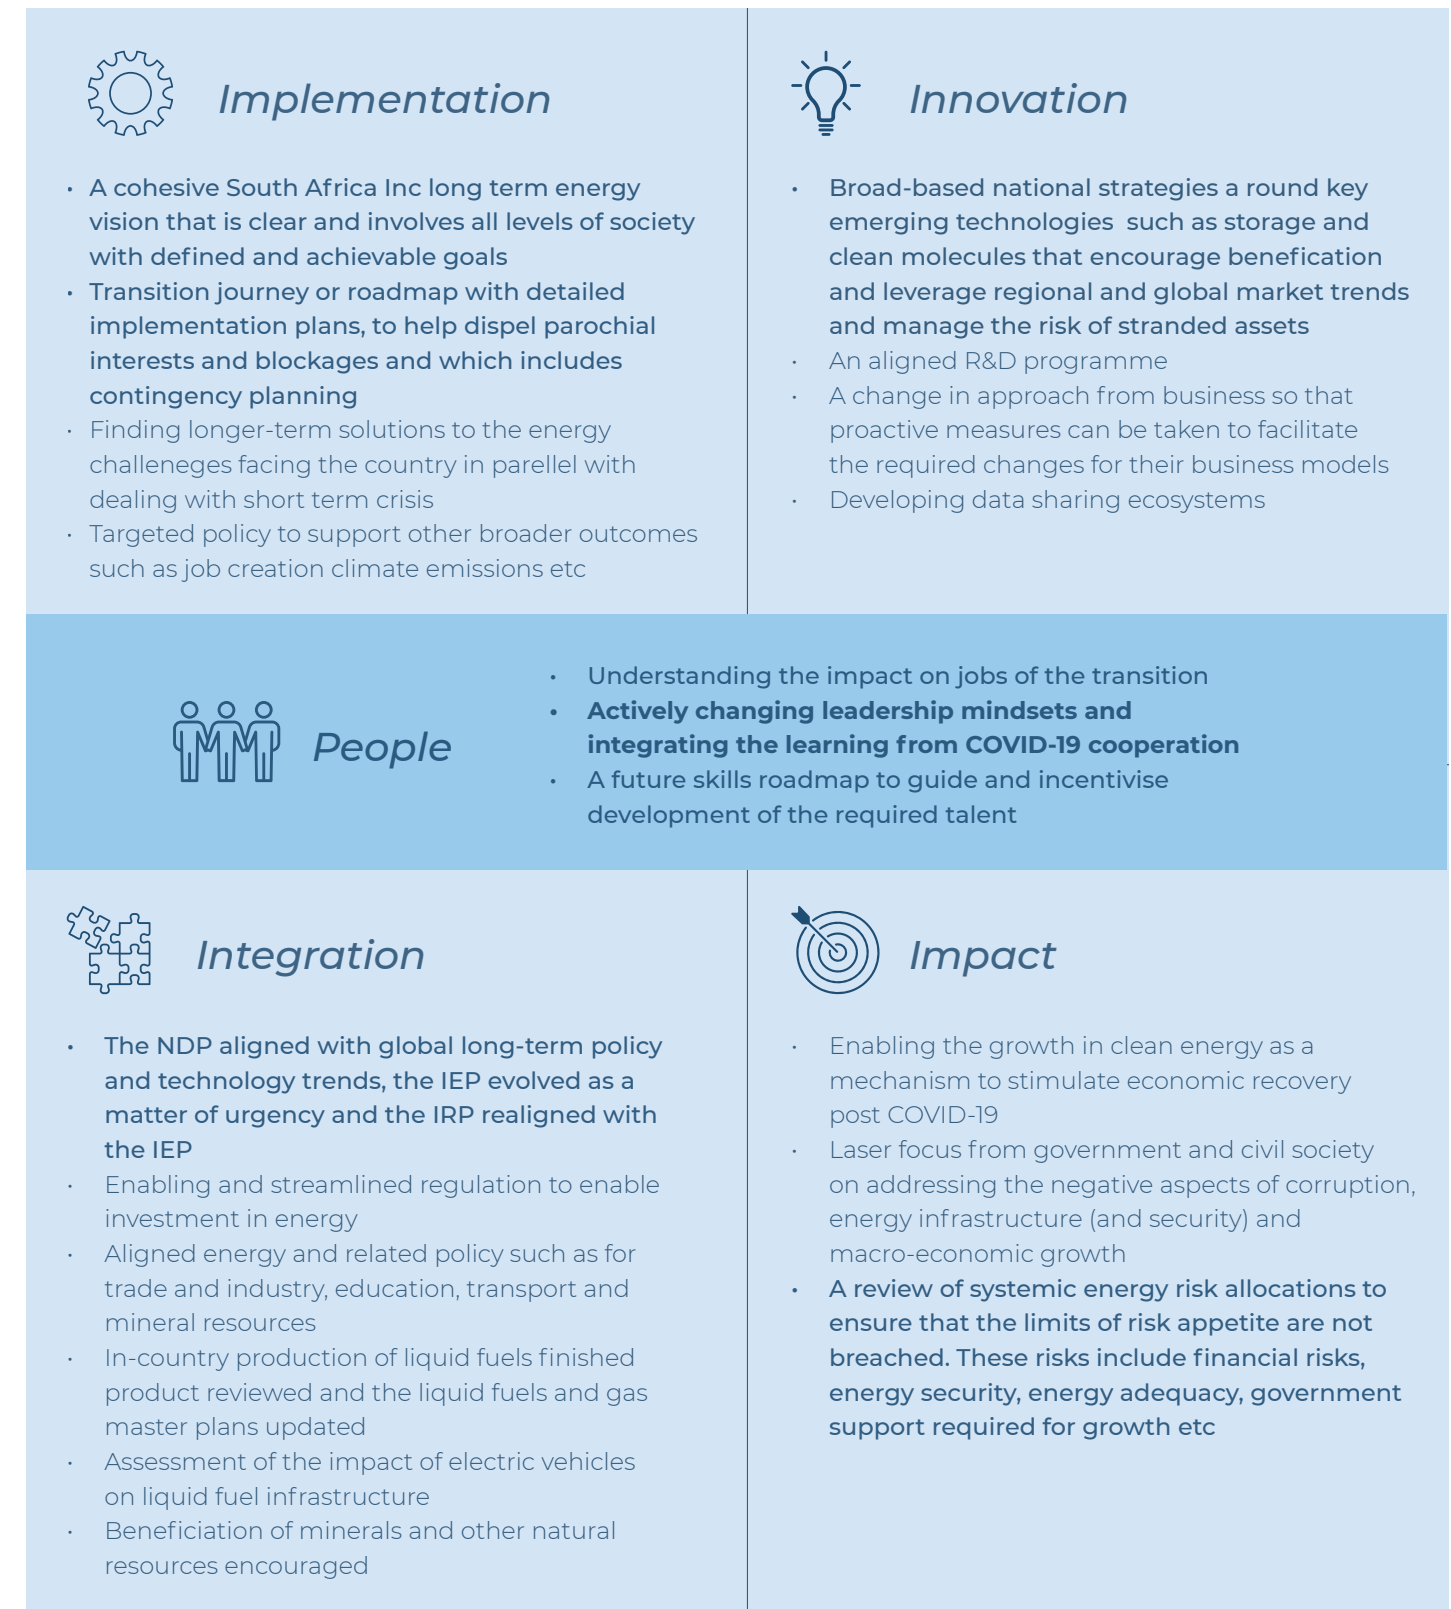 Implementation
• A cohesive South Africa Inc long term energy
vision that is clear and involves all levels of society
with defined and achievable goals
• Transition journey or roadmap with detailed
implementation plans, to help dispel parochial
interests and blockages and which includes
contingency planning
• Finding longer-term solutions to the energy
challeneges facing the country in parellel with
dealing with short term crisis
• Targeted policy to support other broader outcomes
such as job creation climate emissions etc
Innovation
• Broad-based national strategies a round key
emerging technologies  such as storage and
clean molecules that encourage benefication
and leverage regional and global market trends
and manage the risk of stranded assets
• An aligned R&D programme
• A change in approach from business so that
proactive measures can be taken to facilitate
the required changes for their business models
• Developing data sharing ecosystems
People
• Understanding the impact on jobs of the transition
• Actively changing leadership mindsets and
integrating the learning from COVID-19 cooperation
• A future skills roadmap to guide and incentivise
development of the required talent
Integration
• The NDP aligned with global long-term policy
and technology trends, the IEP evolved as a
matter of urgency and the IRP realigned with
the IEP
• Enabling and streamlined regulation to enable
investment in energy
• Aligned energy and related policy such as for
trade and industry, education, transport and
mineral resources
• In-country production of liquid fuels finished
product reviewed and the liquid fuels and gas
master plans updated
• Assessment of the impact of electric vehicles
on liquid fuel infrastructure
• Beneficiation of minerals and other natural
resources encouraged
Impact
• Enabling the growth in clean energy as a
mechanism to stimulate economic recovery
post COVID-19
• Laser focus from government and civil society
on addressing the negative aspects of corruption,
energy infrastructure (and security) and
macro-economic growth
• A review of systemic energy risk allocations to
ensure that the limits of risk appetite are not
breached. These risks include financial risks,
energy security, energy adequacy, government
support required for growth etc